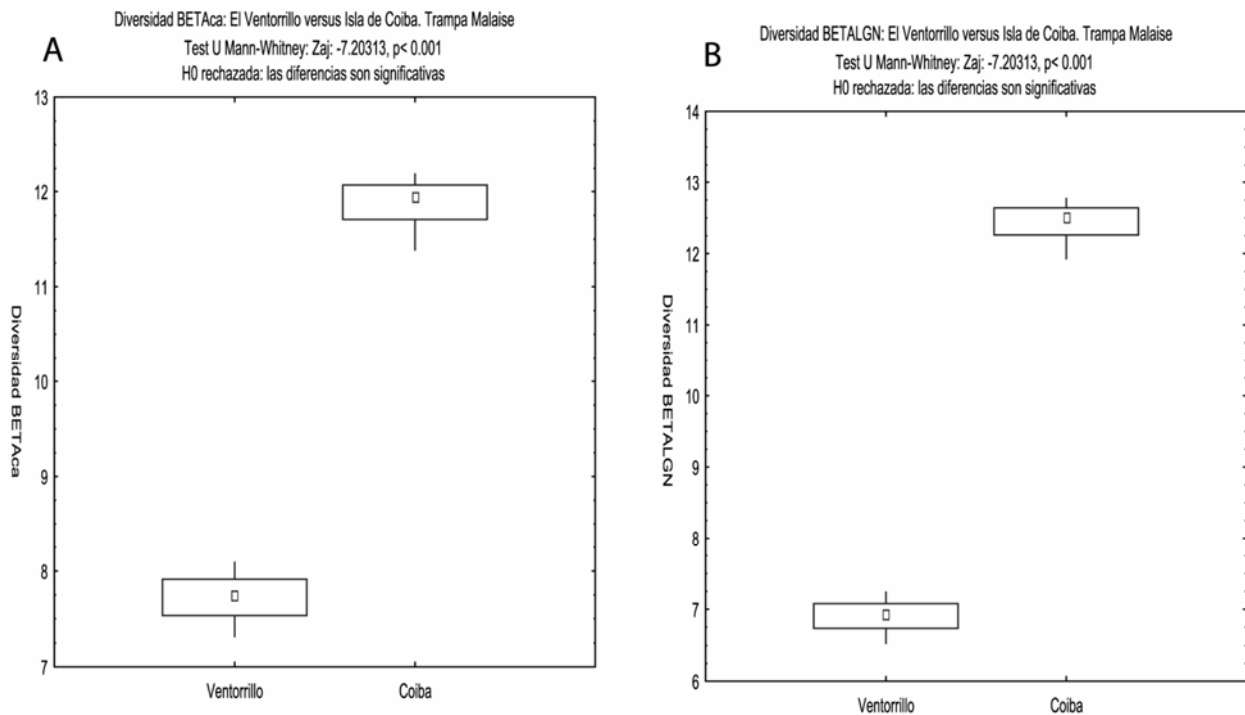 Diversidad BETAca: El Ventorrillo versus Isla de Coiba. Trampa Malaise
A
Test U Mann-Whitney: Zaj: -7.20313, p< 0.001
H0 rechazada: las diferencias son significativas
13
12
11
10
9
8
7
Diversidad BETAca
Ventorrillo
Coiba
Diversidad BETALGN: El Ventorrillo versus Isla de Coiba. Trampa Malaise
B
Test U Mann-Whitney: Zaj: -7.20313, p< 0.001
H0 rechazada: las diferencias son significativas
14
13
12
11
10
9
8
7
6
Diversidad BETALGN
Ventorrillo
Coiba